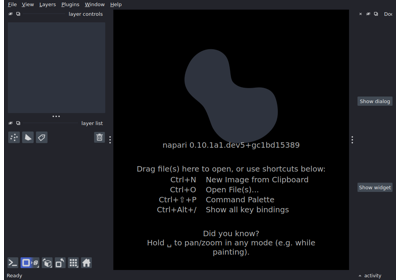 File View Layers Plugins Window Help
layer controls
layer list
napari 0.10.1a1.dev5+gc1bd15389
Drag file(s) here to open, or use shortcuts below:
Ctrl+N New Image from Clipboard
Ctrl+O Open File(s)...
Ctrl+⇧+P Command Palette
Ctrl+Alt+/ Show all key bindings
Did you know?
Hold ␣ to pan/zoom in any mode (e.g. while
painting).
Show dialog
Show widget
Ready
activity